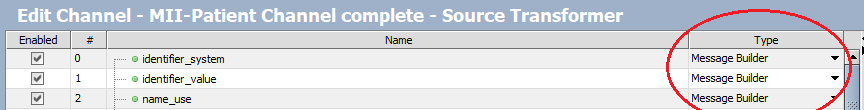 Edit Channel - MII-Patient Channel complete - Source Transformer
Enabled # Name Type
0 identifier_system Message Builder
1 identifier_value Message Builder
2 name_use Message Builder